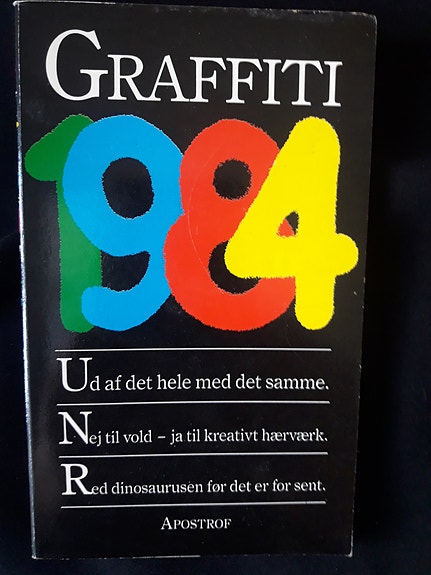 GRAFFITI
1984
Ud af det hele med det samme.
Nej til vold – ja til kreativt hærværk.
Red dinosaurusen før det er for sent.
APOSTROF